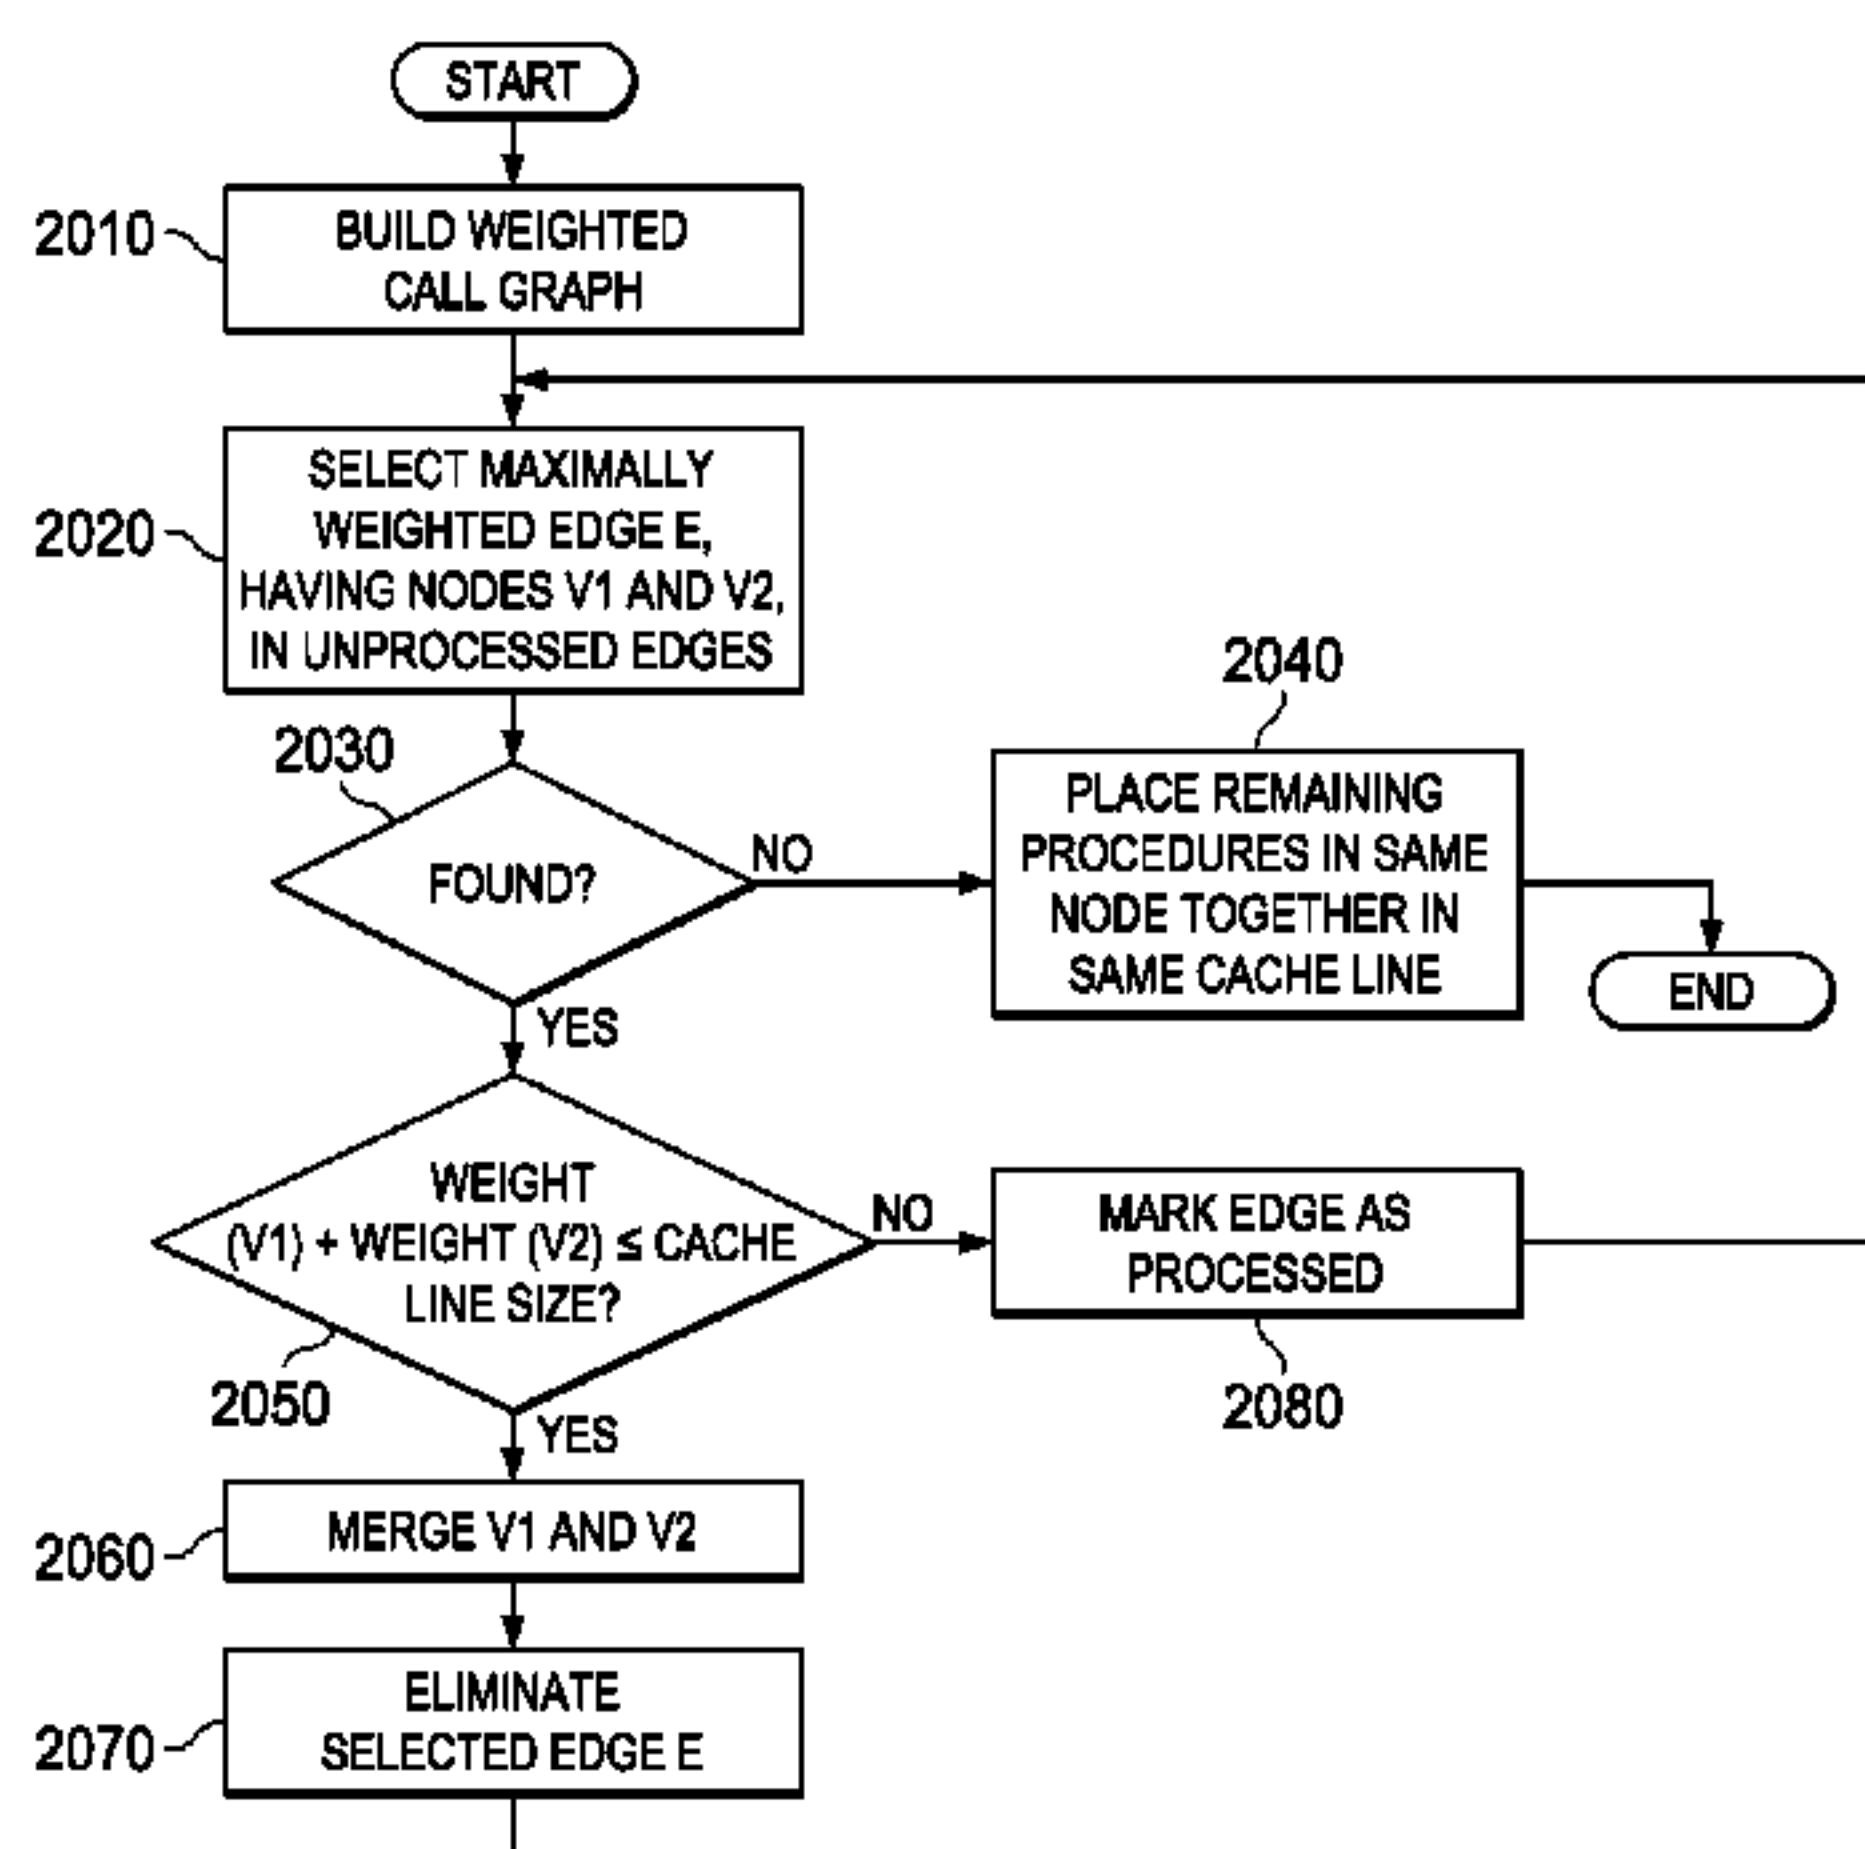 START
2010
BUILD WEIGHTED
CALL GRAPH
2020
SELECT MAXIMALLY
WEIGHTED EDGE E,
HAVING NODES V1 AND V2,
IN UNPROCESSED EDGES
2030
FOUND?
NO
YES
2040
PLACE REMAINING
PROCEDURES IN SAME
NODE TOGETHER IN
SAME CACHE LINE
END
WEIGHT
(V1) + WEIGHT (V2) ≤ CACHE
LINE SIZE?
2050
NO
YES
MARK EDGE AS
PROCESSED
2080
2060
MERGE V1 AND V2
2070
ELIMINATE
SELECTED EDGE E